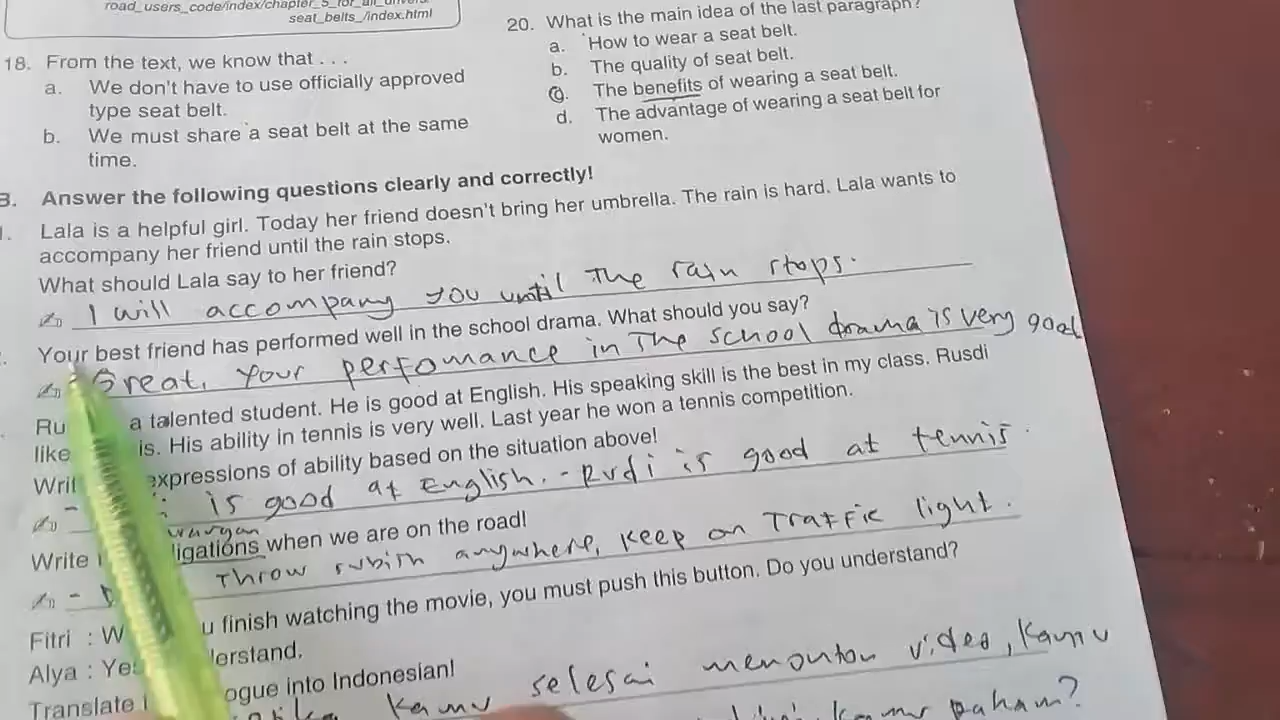 road_users_code/index/chapter_5_for_all_drivers
seat_belts_/index.html
18. From the text, we know that . . .
a. We don't have to use officially approved
type seat belt.
b. We must share a seat belt at the same
time.
20. What is the main idea of the last paragraph?
a. How to wear a seat belt.
b. The quality of seat belt.
c. The benefits of wearing a seat belt.
d. The advantage of wearing a seat belt for
women.
B. Answer the following questions clearly and correctly!
1. Lala is a helpful girl. Today her friend doesn't bring her umbrella. The rain is hard. Lala wants to
accompany her friend until the rain stops.
What should Lala say to her friend?
I will accompany you until The rain stops.
Your best friend has performed well in the school drama. What should you say?
Great, Your perfomance in The school drama is very goal
Ru a talented student. He is good at English. His speaking skill is the best in my class. Rusdi
like is. His ability in tennis is very well. Last year he won a tennis competition.
Writ expressions of ability based on the situation above!
- is good at English. - Rudi is good at tennis.
Write ligations when we are on the road!
- Throw rubish anywhere, Keep on Traffic light.
Fitri : W u finish watching the movie, you must push this button. Do you understand?
Alya : Ye derstand.
Translate ogue into Indonesian!
Kamu selesai menonton video, Kamu
kamu paham?